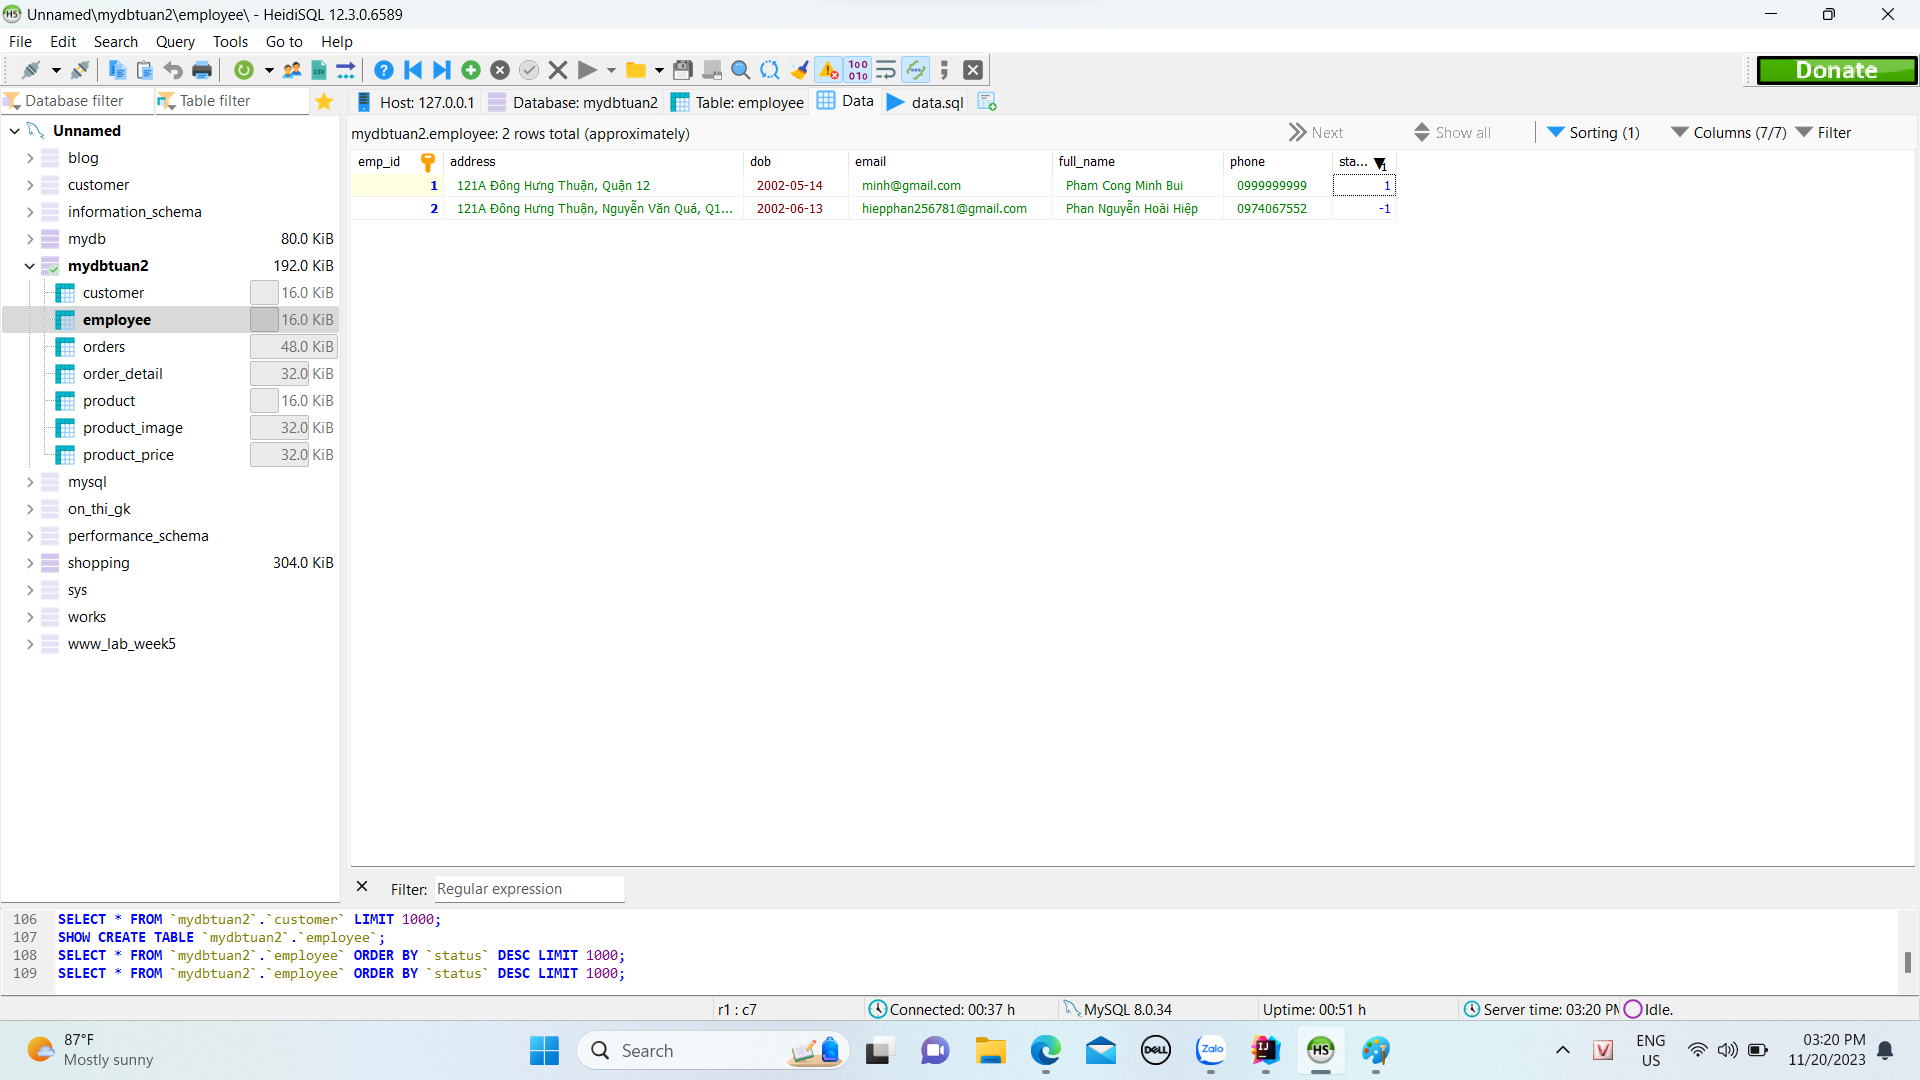 Unnamed\mydbtuan2\employee\ - HeidiSQL 12.3.0.6589
File Edit Search Query Tools Go to Help
Donate
Database filter Table filter
Host: 127.0.0.1 Database: mydbtuan2 Table: employee Data data.sql
mydbtuan2.employee: 2 rows total (approximately) Next Show all Sorting (1) Columns (7/7) Filter
emp_id address dob email full_name phone sta... 1
1 121A Đông Hưng Thuận, Quận 12 2002-05-14 minh@gmail.com Pham Cong Minh Bui 0999999999 1
2 121A Đông Hưng Thuận, Nguyễn Văn Quá, Q1... 2002-06-13 hiepphan256781@gmail.com Phan Nguyễn Hoài Hiệp 0974067552 -1
Unnamed
blog
customer
information_schema
mydb 80.0 KiB
mydbtuan2 192.0 KiB
customer 16.0 KiB
employee 16.0 KiB
orders 48.0 KiB
order_detail 32.0 KiB
product 16.0 KiB
product_image 32.0 KiB
product_price 32.0 KiB
mysql
on_thi_gk
performance_schema
shopping 304.0 KiB
sys
works
www_lab_week5
Filter: Regular expression
106 SELECT * FROM `mydbtuan2`.`customer` LIMIT 1000;
107 SHOW CREATE TABLE `mydbtuan2`.`employee`;
108 SELECT * FROM `mydbtuan2`.`employee` ORDER BY `status` DESC LIMIT 1000;
109 SELECT * FROM `mydbtuan2`.`employee` ORDER BY `status` DESC LIMIT 1000;
r1 : c7 Connected: 00:37 h MySQL 8.0.34 Uptime: 00:51 h Server time: 03:20 PM Idle.
87°F
Mostly sunny
Search
DELL
Zalo
IJ
HS
V
ENG
US
03:20 PM
11/20/2023